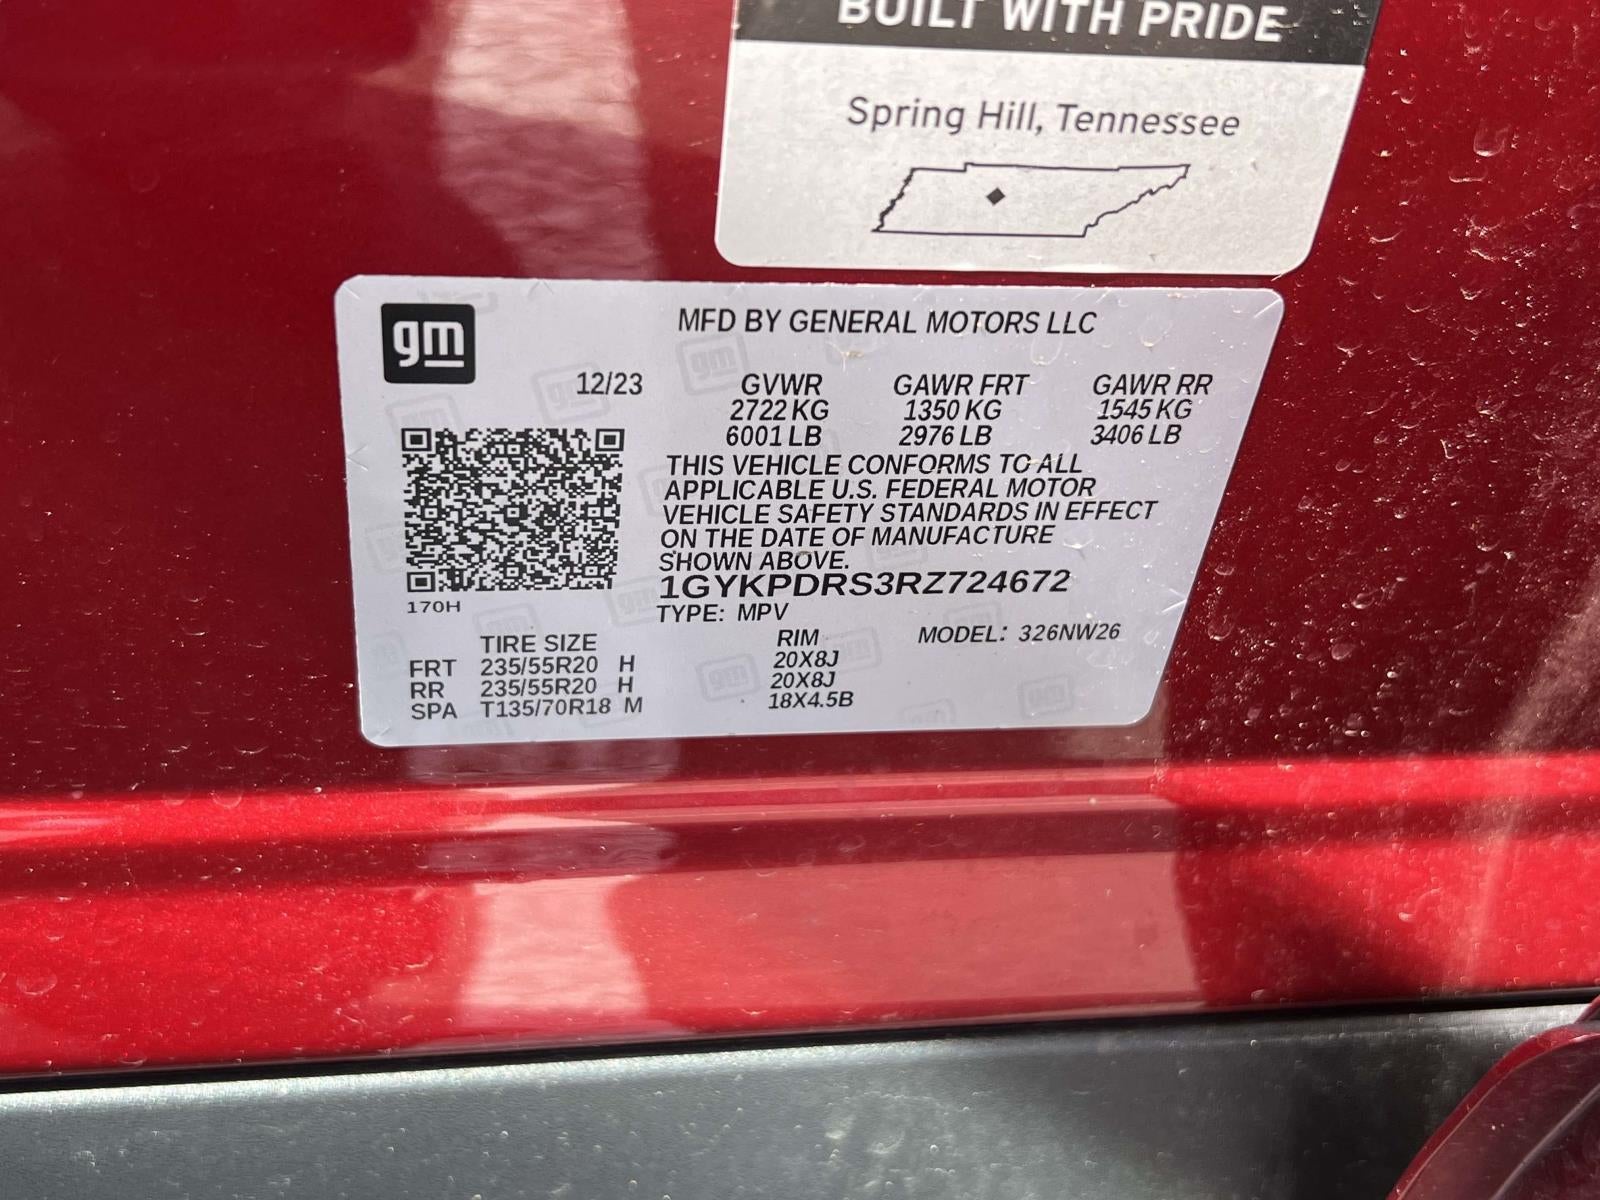 BUILT WITH PRIDE
Spring Hill, Tennessee
gm
MFD BY GENERAL MOTORS LLC
12/23 GVWR GAWR FRT GAWR RR
2722 KG 1350 KG 1545 KG
6001 LB 2976 LB 3406 LB
THIS VEHICLE CONFORMS TO ALL
APPLICABLE U.S. FEDERAL MOTOR
VEHICLE SAFETY STANDARDS IN EFFECT
ON THE DATE OF MANUFACTURE
SHOWN ABOVE.
1GYKPDRS3RZ724672
170H
TYPE: MPV
TIRE SIZE RIM MODEL: 326NW26
FRT 235/55R20 H 20X8J
RR 235/55R20 H 20X8J
SPA T135/70R18 M 18X4.5B